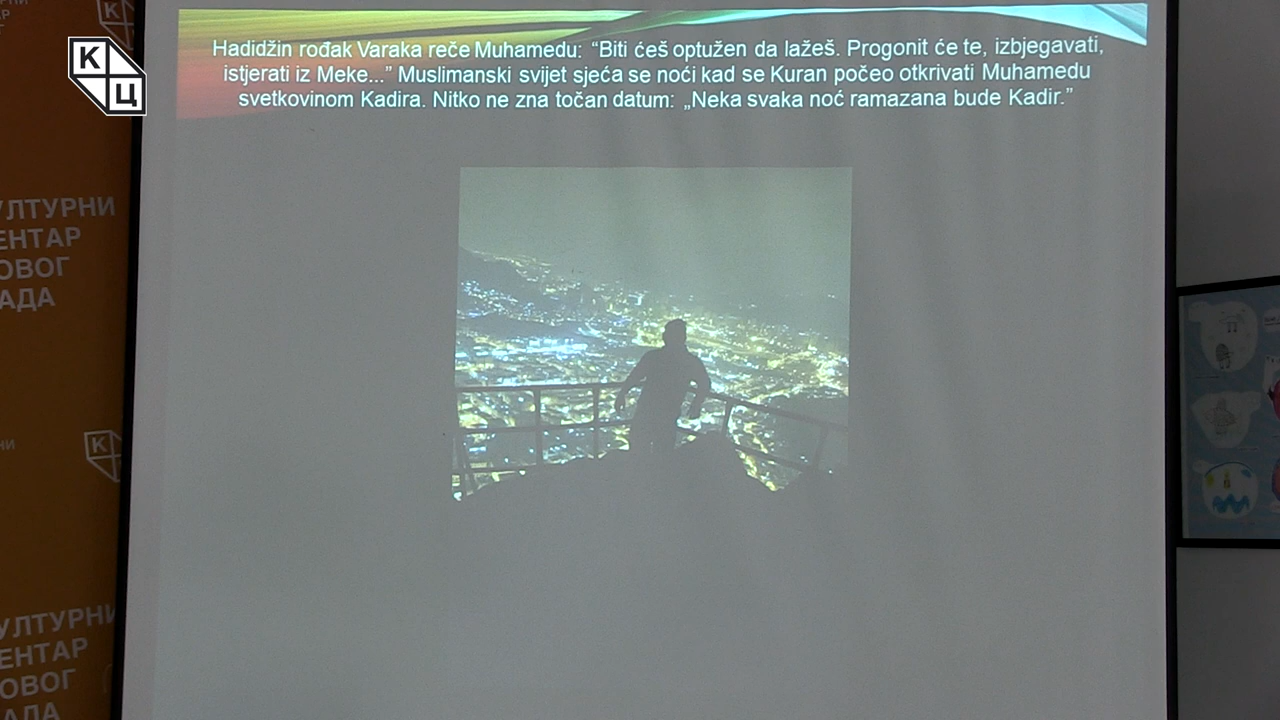 Hadidžin rođak Varaka reče Muhamedu: “Biti ćeš optužen da lažeš. Progonit će te, izbjegavati,
istjerati iz Meke...” Muslimanski svijet sjeća se noći kad se Kuran počeo otkrivati Muhamedu
svetkovinom Kadira. Nitko ne zna točan datum: „Neka svaka noć ramazana bude Kadir.”
К
Ц
УЛТУРНИ
ЕНТАР
ОВОГ
АДА
К
УЛТУРНИ
ЕНТАР
ОВОГ
АДА